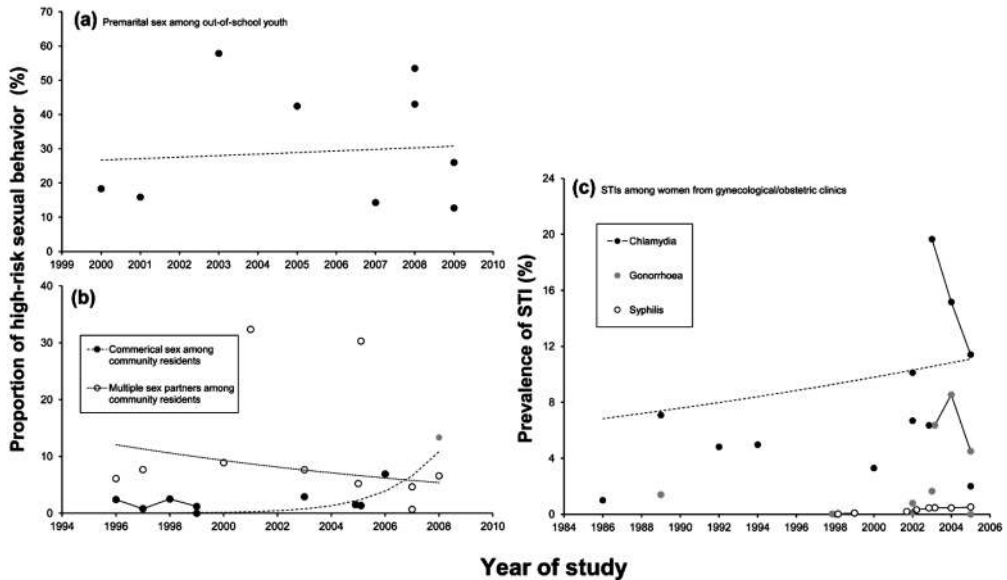 (a) Premarital sex among out-of-school youth
Proportion of high-risk sexual behavior (%)
70
60
50
40
30
20
10
0
1999 2000 2001 2002 2003 2004 2005 2006 2007 2008 2009 2010
(b)
40
30
20
10
0
Commerical sex among
community residents
Multiple sex partners among
community residents
1994 1996 1998 2000 2002 2004 2006 2008 2010
(c) STIs among women from gynecological/obstetric clinics
Prevalence of STI (%)
24
20
16
12
8
4
0
Chlamydia
Gonorrhoea
Syphilis
1984 1986 1988 1990 1992 1994 1996 1998 2000 2002 2004 2006
Year of study